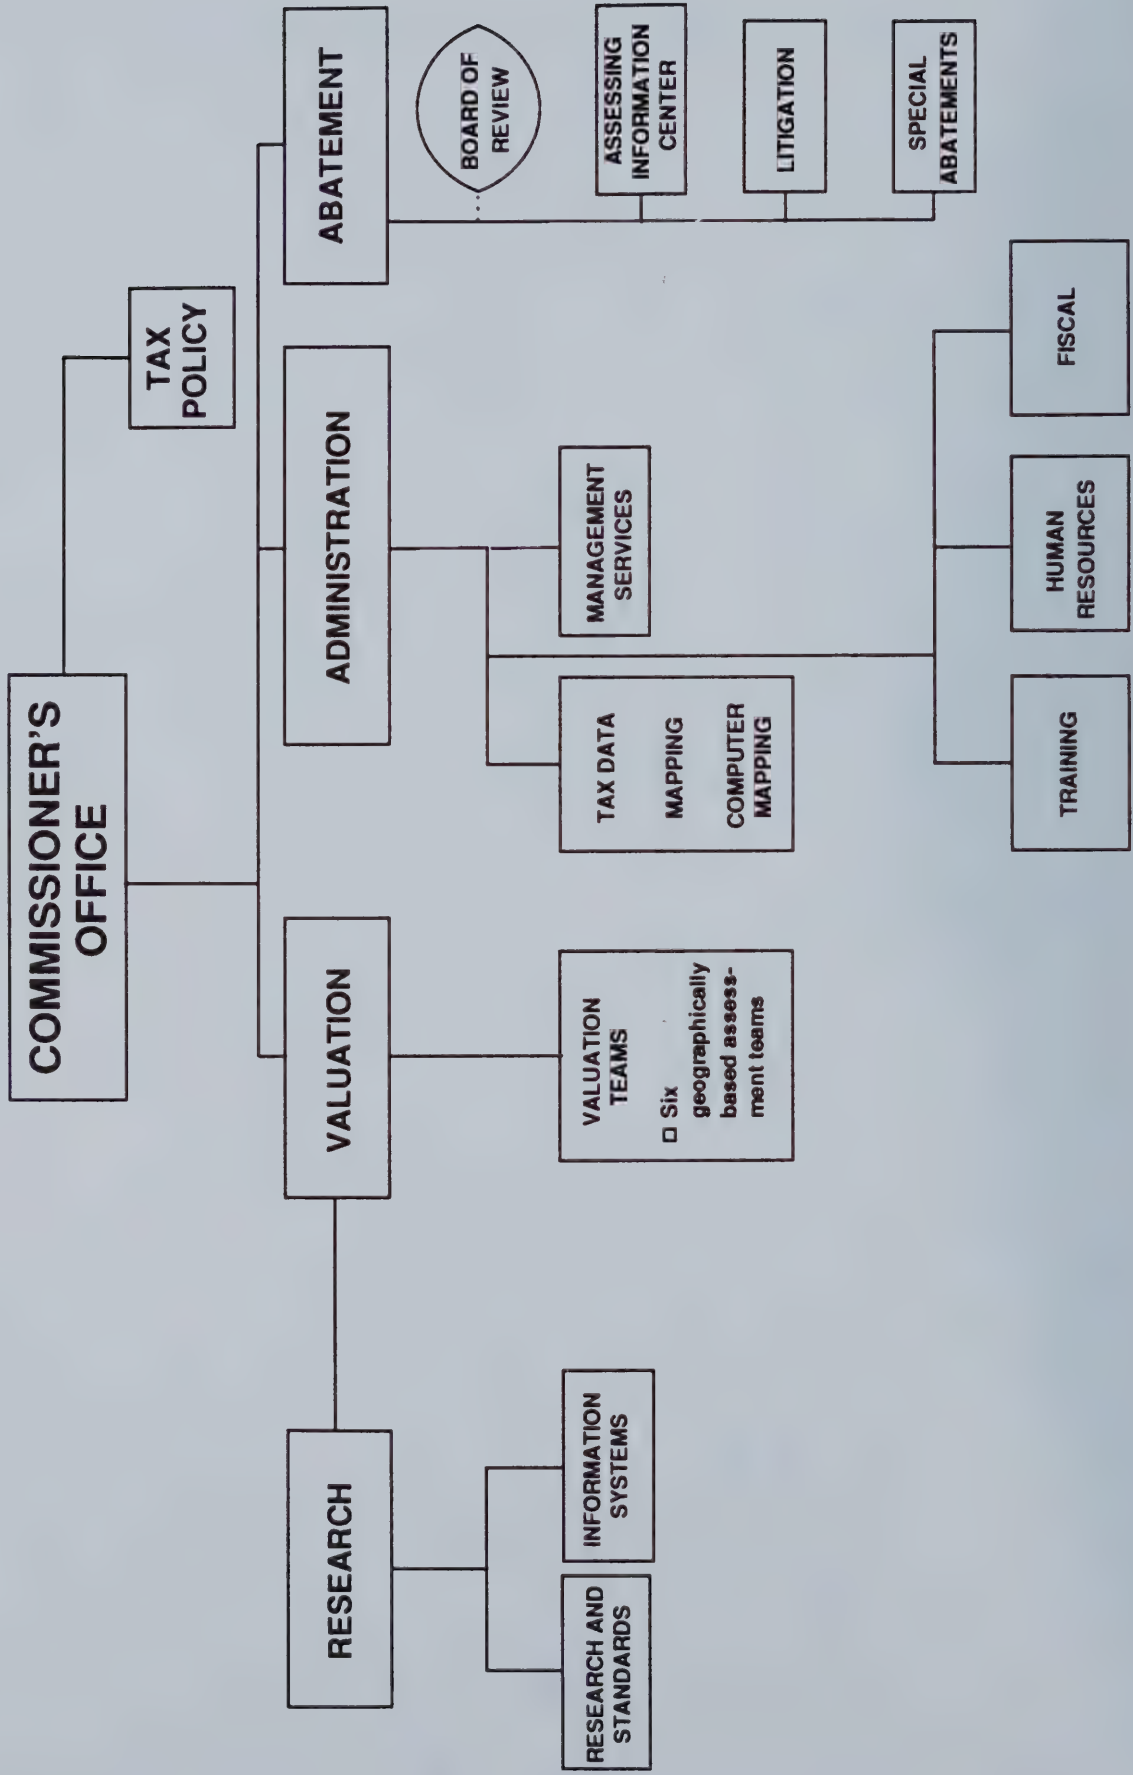 COMMISSIONER'S
OFFICE
TAX
POLICY
RESEARCH
VALUATION
ADMINISTRATION
ABATEMENT
RESEARCH AND
STANDARDS
INFORMATION
SYSTEMS
VALUATION
TEAMS
□ Six
geographically
based assess-
ment teams
TAX DATA
MAPPING
COMPUTER
MAPPING
MANAGEMENT
SERVICES
BOARD OF
REVIEW
ASSESSING
INFORMATION
CENTER
LITIGATION
SPECIAL
ABATEMENTS
TRAINING
HUMAN
RESOURCES
FISCAL